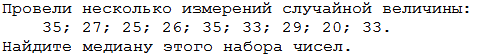 Провели несколько измерений случайной величины:
35; 27; 25; 26; 35; 33; 29; 20; 33.
Найдите медиану этого набора чисел.